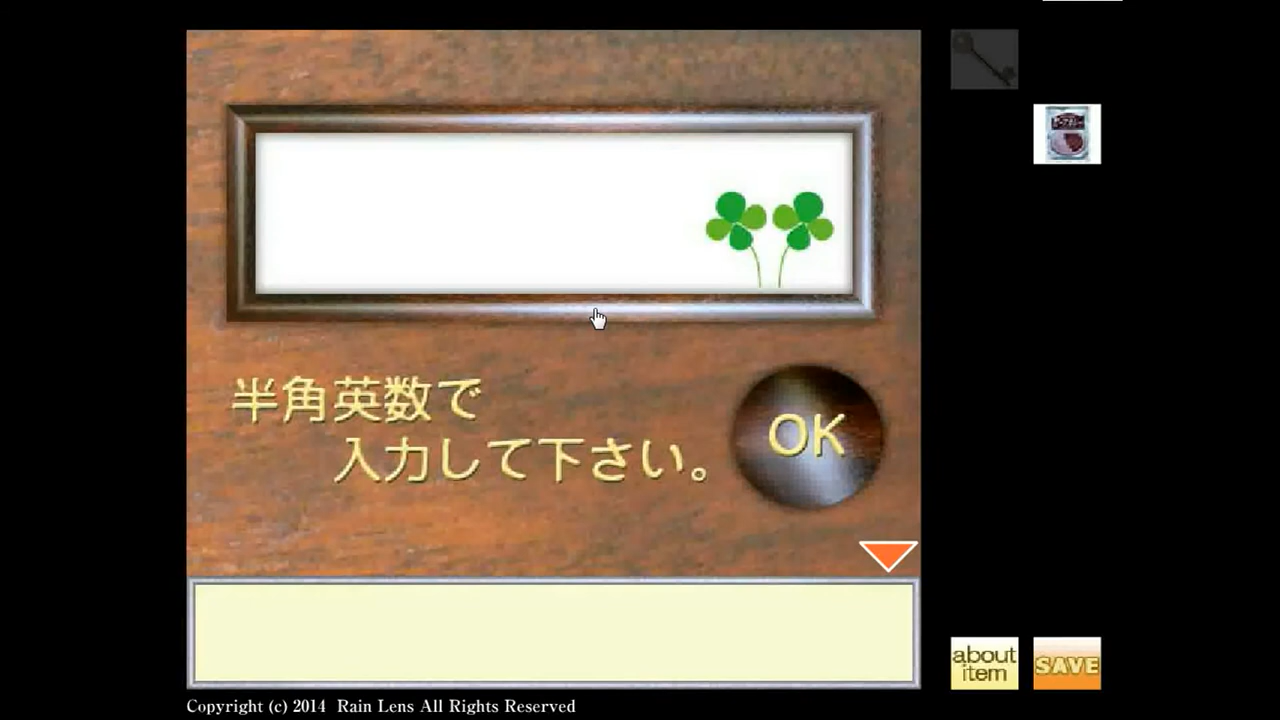 半角英数で
入力して下さい。
OK
about
item
SAVE
Copyright (c) 2014 Rain Lens All Rights Reserved